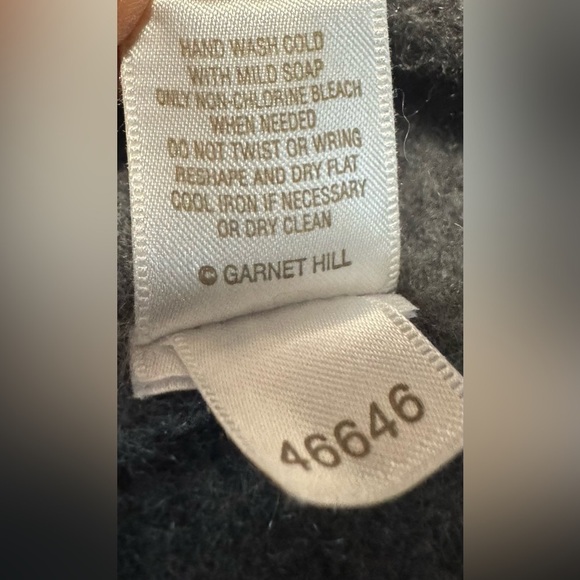 HAND WASH COLD
WITH MILD SOAP
ONLY NON-CHLORINE BLEACH
WHEN NEEDED
DO NOT TWIST OR WRING
RESHAPE AND DRY FLAT
COOL IRON IF NECESSARY
OR DRY CLEAN
© GARNET HILL
46646